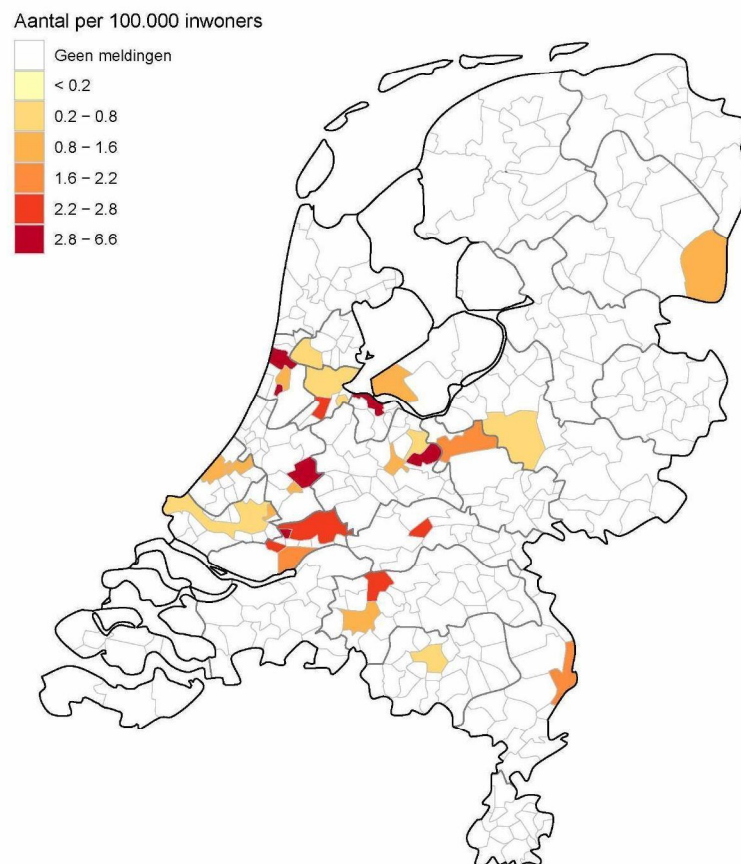 Aantal per 100.000 inwoners
Geen meldingen
< 0.2
0.2 – 0.8
0.8 – 1.6
1.6 – 2.2
2.2 – 2.8
2.8 – 6.6